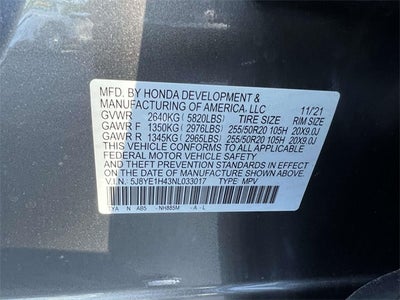 MFD. BY HONDA DEVELOPMENT & 11/21
MANUFACTURING OF AMERICA, LLC
GVWR 2640KG ( 5820LBS) TIRE SIZE RIM SIZE
GAWR F 1350KG ( 2976LBS) 255/50R20 105H 20X9.0J
GAWR R 1345KG ( 2965LBS) 255/50R20 105H 20X9.0J
THIS VEHICLE CONFORMS TO ALL APPLICABLE
FEDERAL MOTOR VEHICLE SAFETY, BUMPER,
AND THEFT PREVENTION STANDARDS IN EFFECT
ON THE DATE OF MANUFACTURE SHOWN ABOVE.
V.I.N. 5J8YE1H43NL033017 TYPE MPV
N AB5 - NH885M - A - L